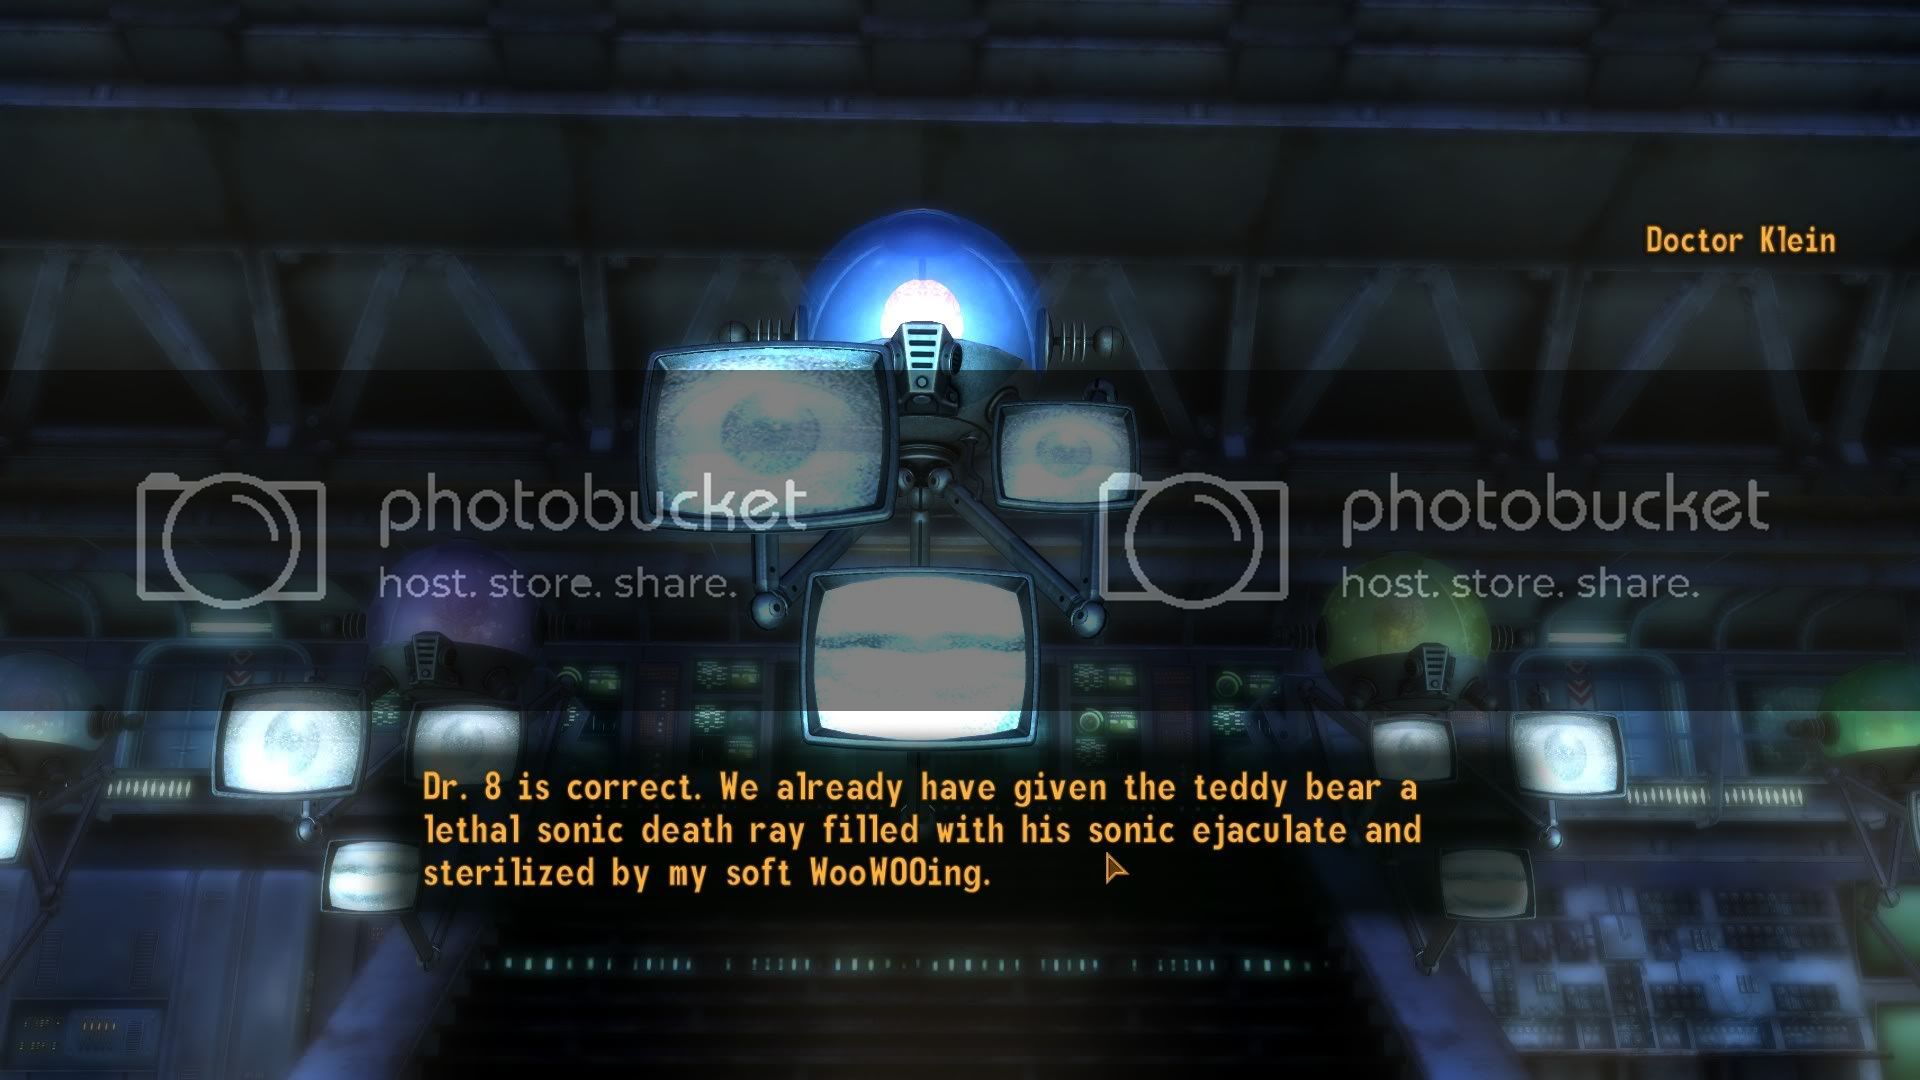 Doctor Klein
photobucket
host. store. share.
photobucket
host. store. share.
Dr. 8 is correct. We already have given the teddy bear a
lethal sonic death ray filled with his sonic ejaculate and
sterilized by my soft WooWOOing.